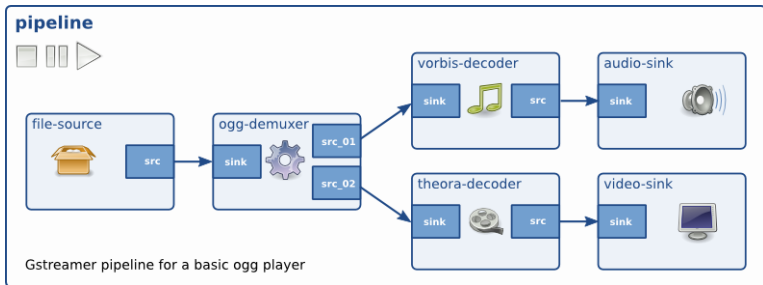 pipeline
file-source
src
ogg-demuxer
sink
src_01
src_02
vorbis-decoder
sink
src
audio-sink
sink
theora-decoder
sink
src
video-sink
sink
Gstreamer pipeline for a basic ogg player